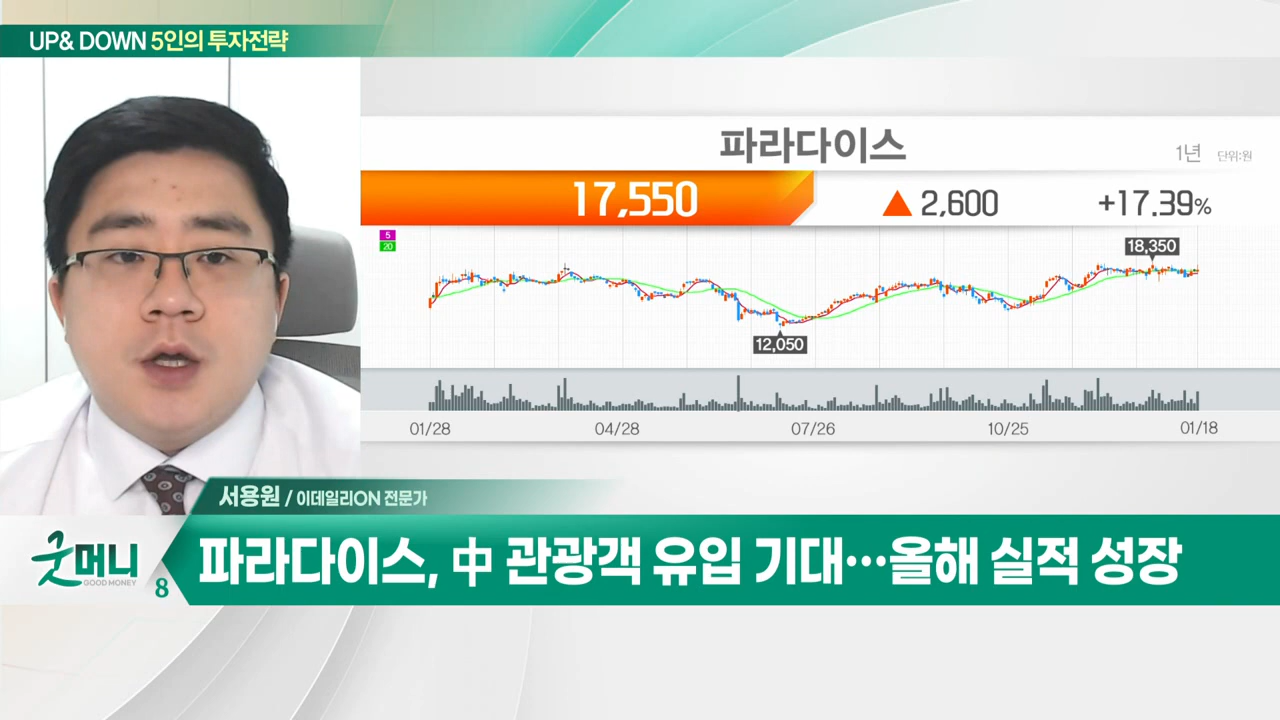 UP& DOWN 5인의 투자전략
파라다이스
1년 단위:원
17,550 ▲ 2,600 +17.39%
5
20
18,350
12,050
01/28 04/28 07/26 10/25 01/18
서용원 / 이데일리ON 전문가
굿머니
GOOD MONEY
8
파라다이스, 中 관광객 유입 기대…올해 실적 성장